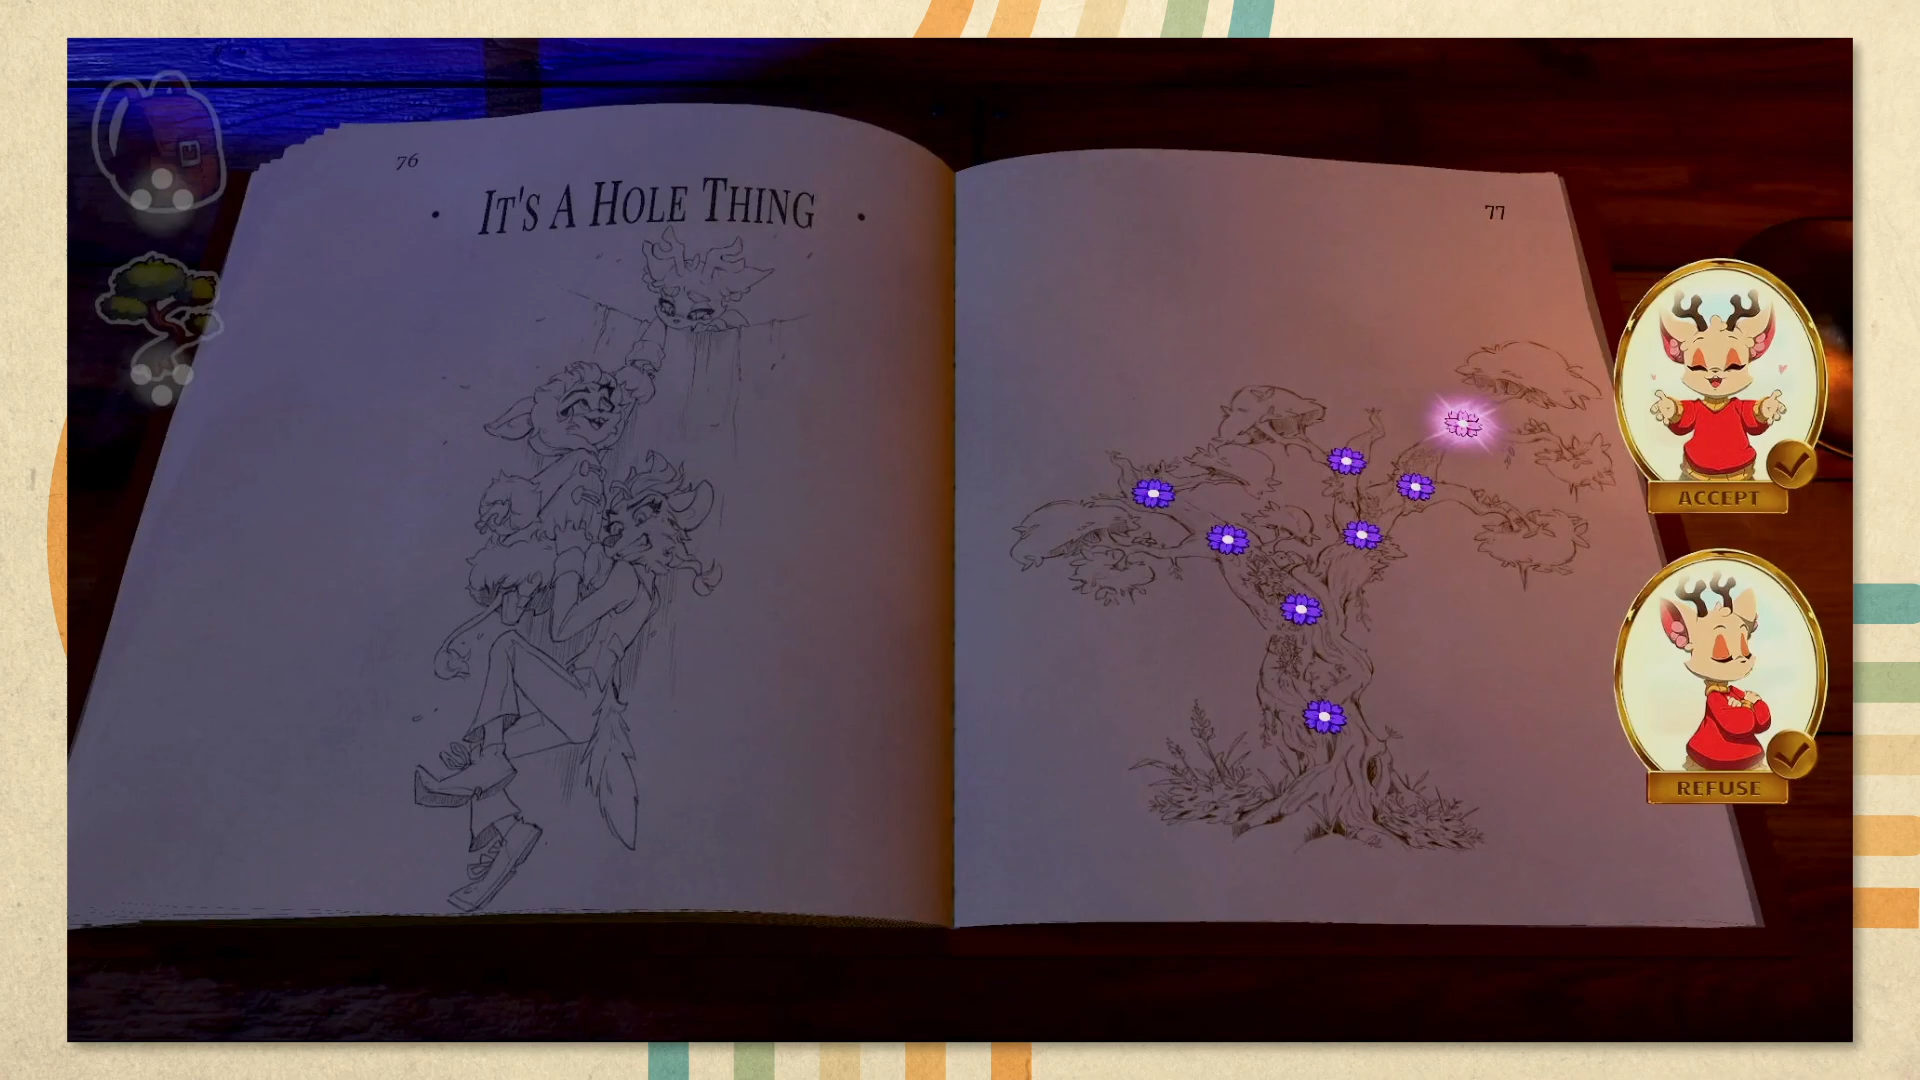 76
• IT'S A HOLE THING •
77
ACCEPT
REFUSE